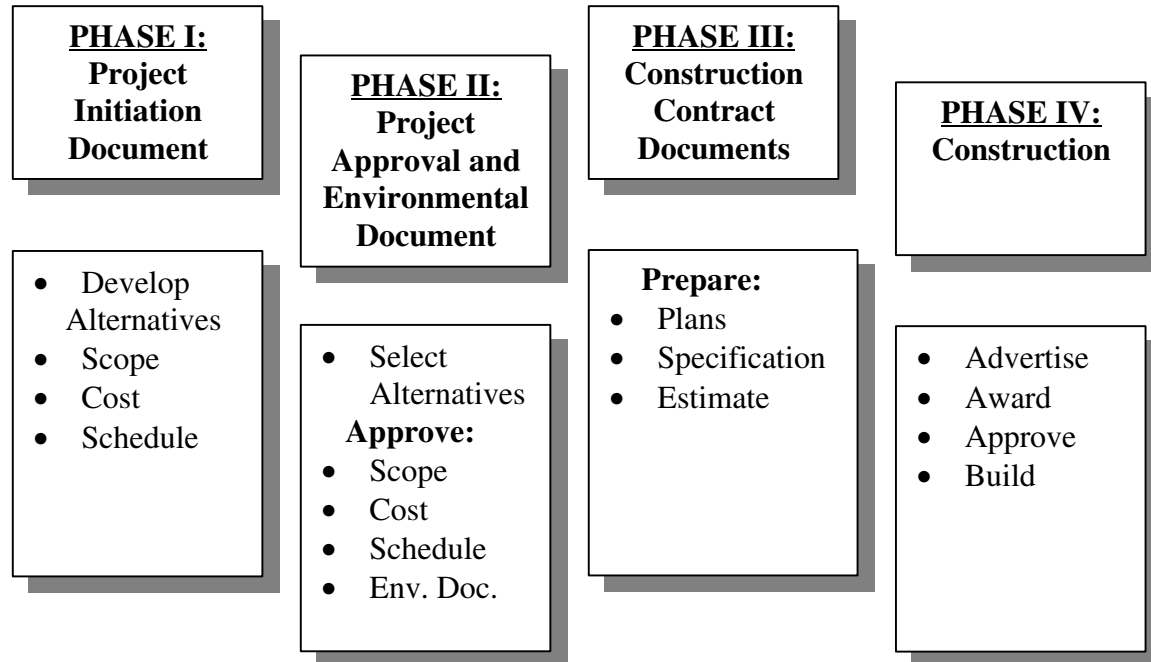 PHASE I:
Project
Initiation
Document
• Develop
Alternatives
• Scope
• Cost
• Schedule
PHASE II:
Project
Approval and
Environmental
Document
• Select
Alternatives
Approve:
• Scope
• Cost
• Schedule
• Env. Doc.
PHASE III:
Construction
Contract
Documents
Prepare:
• Plans
• Specification
• Estimate
PHASE IV:
Construction
• Advertise
• Award
• Approve
• Build